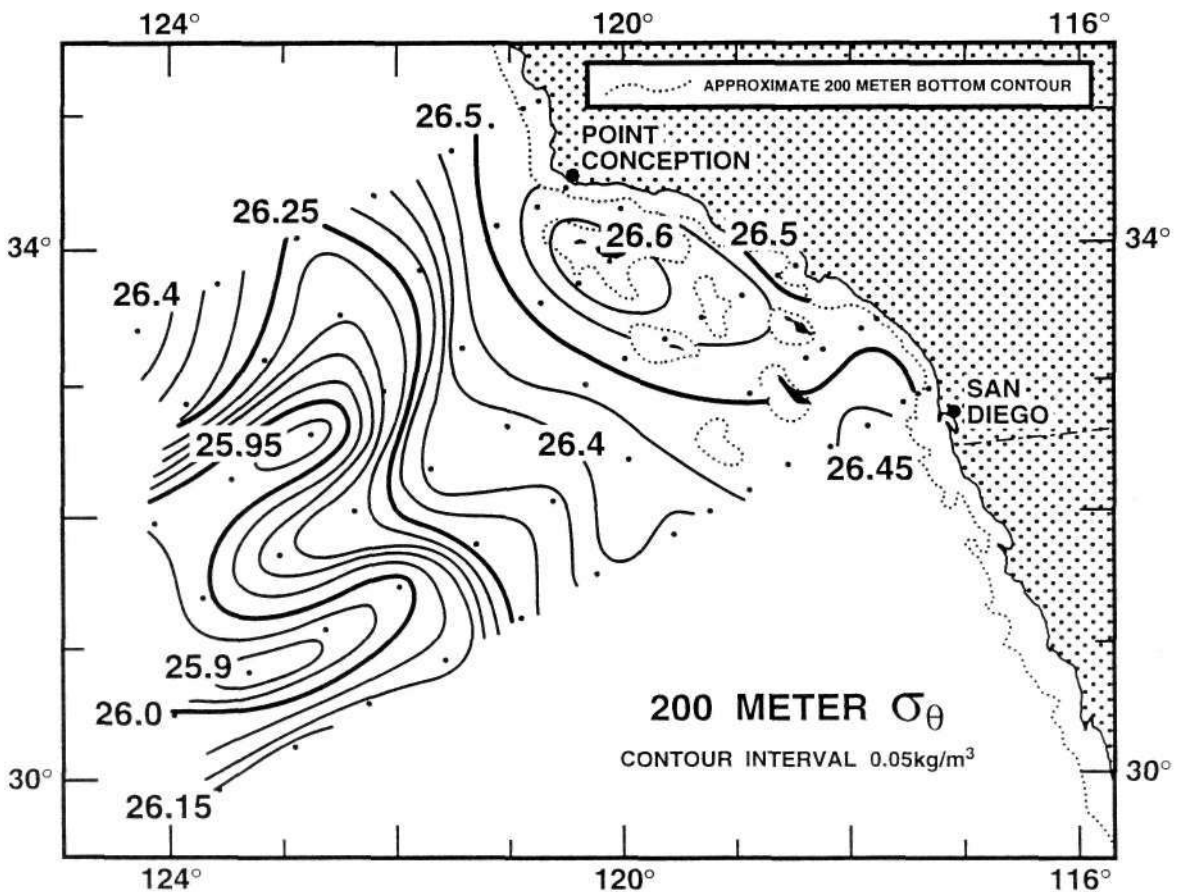 124° 120° 116°
APPROXIMATE 200 METER BOTTOM CONTOUR
26.5
POINT
CONCEPTION
26.25 26.6 26.5
34° 34°
26.4
SAN
DIEGO
25.95 26.4 26.45
25.9
26.0
200 METER σθ
CONTOUR INTERVAL 0.05kg/m³
30° 30°
26.15
124° 120° 116°